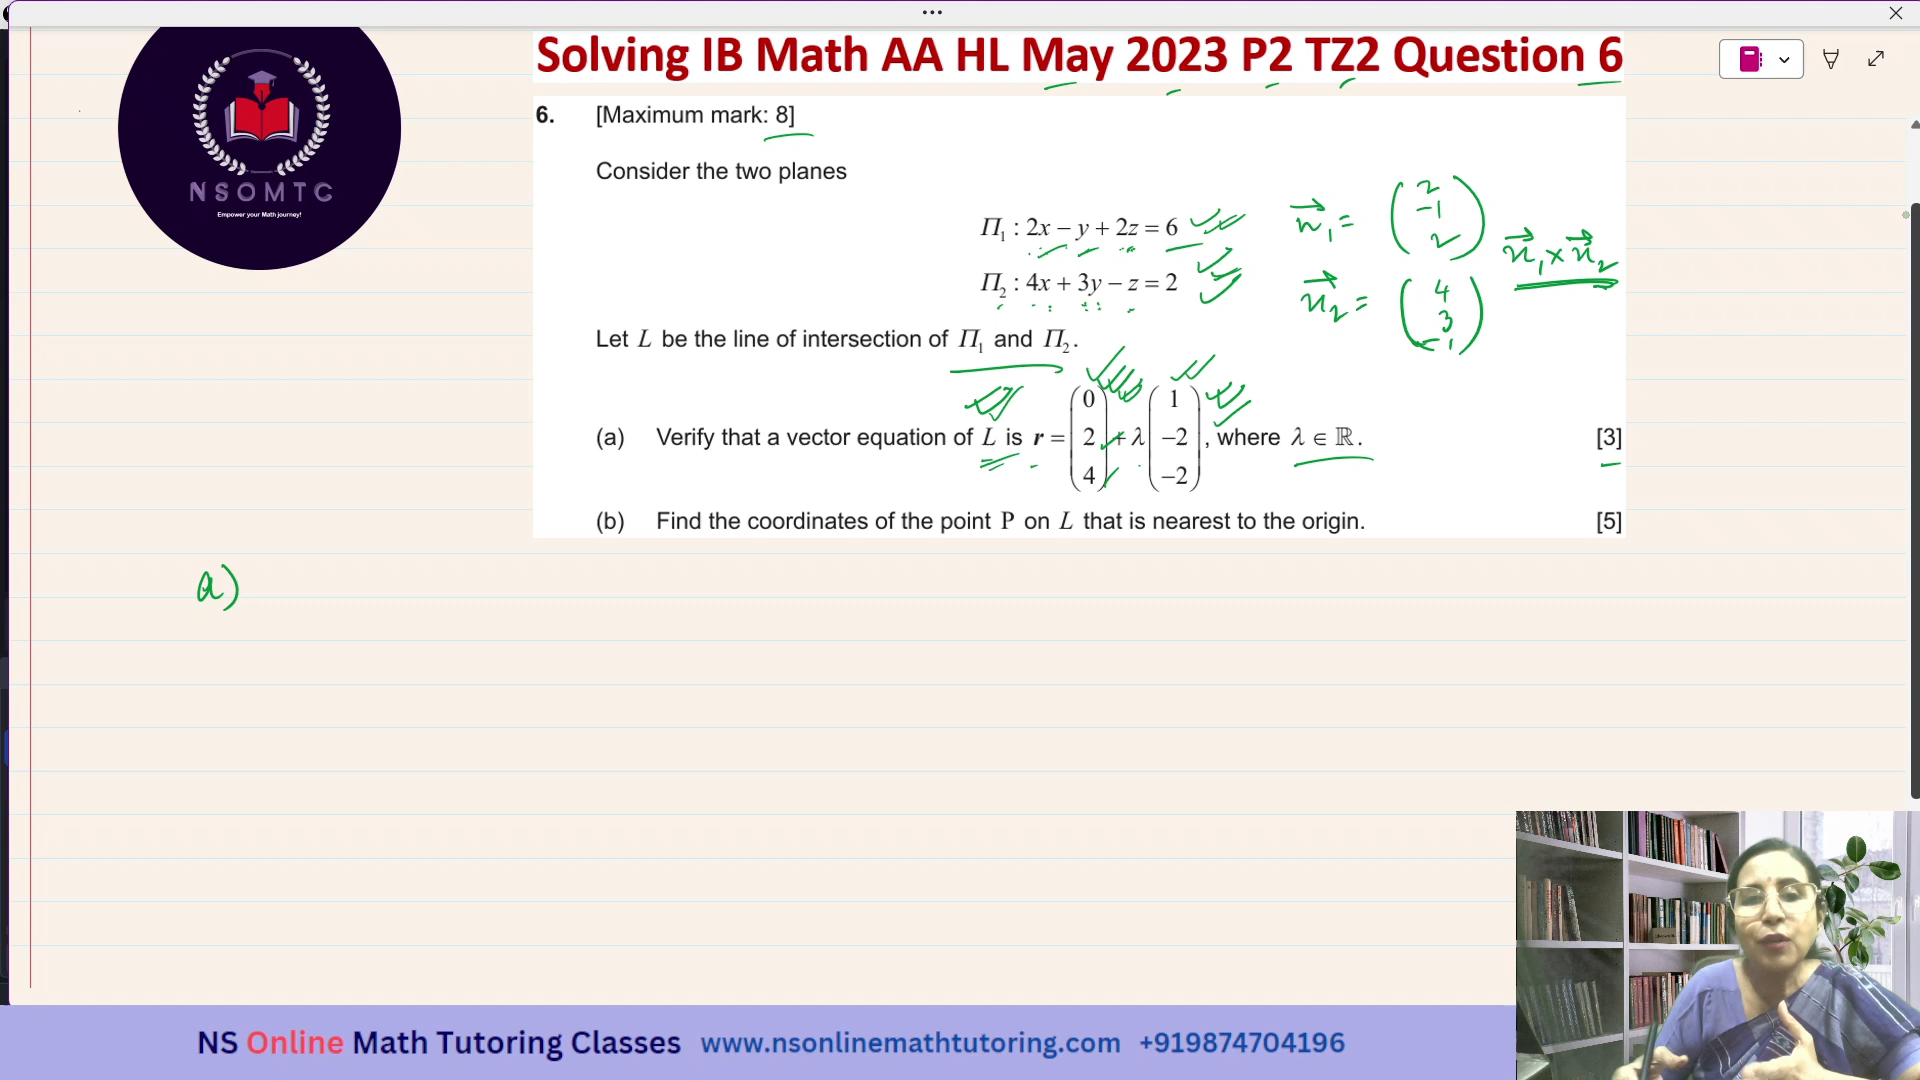 Solving IB Math AA HL May 2023 P2 TZ2 Question 6
NSOMTC
Empower your Math journey!
6. [Maximum mark: 8]
Consider the two planes
Π₁ : 2x − y + 2z = 6
Π₂ : 4x + 3y − z = 2
n₁ = (2 −1 2)
n₂ = (4 3 −1)
n₁ × n₂
Let L be the line of intersection of Π₁ and Π₂.
(a) Verify that a vector equation of L is r = (0 2 4) + λ (1 −2 −2), where λ ∈ ℝ. [3]
(b) Find the coordinates of the point P on L that is nearest to the origin. [5]
a)
NS Online Math Tutoring Classes www.nsonlinemathtutoring.com +919874704196